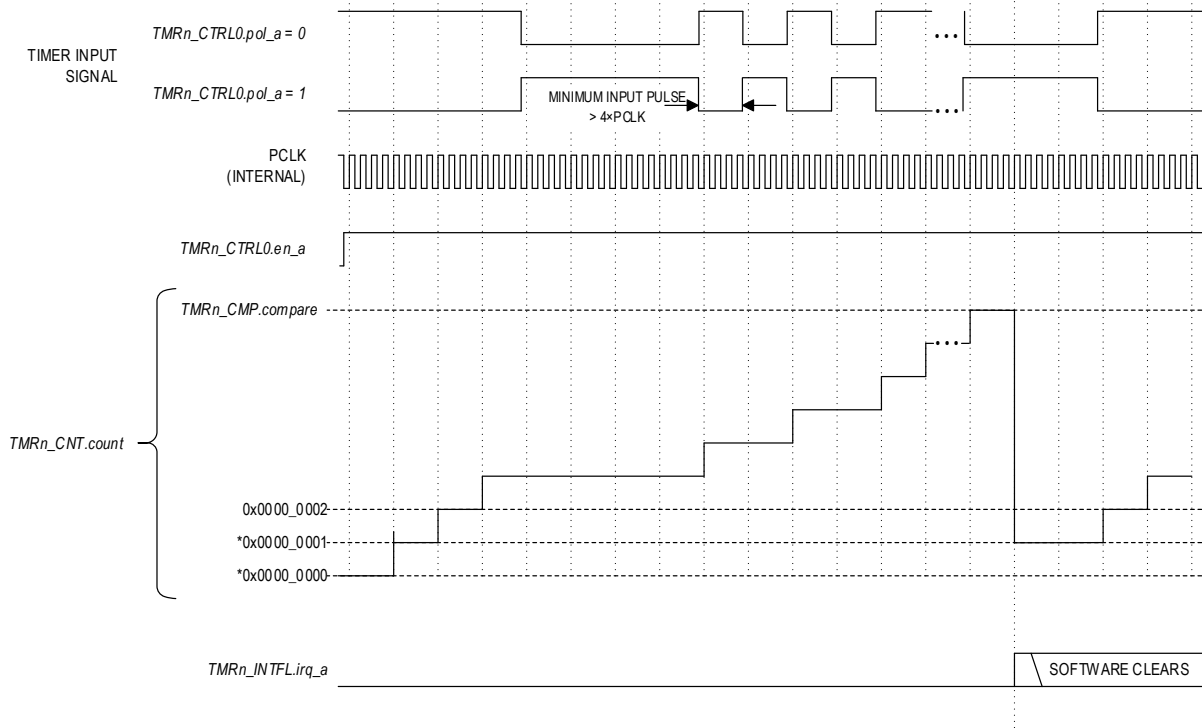 TMRn_CTRL0.pol_a = 0
TIMER INPUT
SIGNAL
TMRn_CTRL0.pol_a = 1
MINIMUM INPUT PULSE
> 4×PCLK
PCLK
(INTERNAL)
TMRn_CTRL0.en_a
TMRn_CMP.compare
TMRn_CNT.count
0x0000_0002
*0x0000_0001
*0x0000_0000
TMRn_INTFL.irq_a
SOFTWARE CLEARS